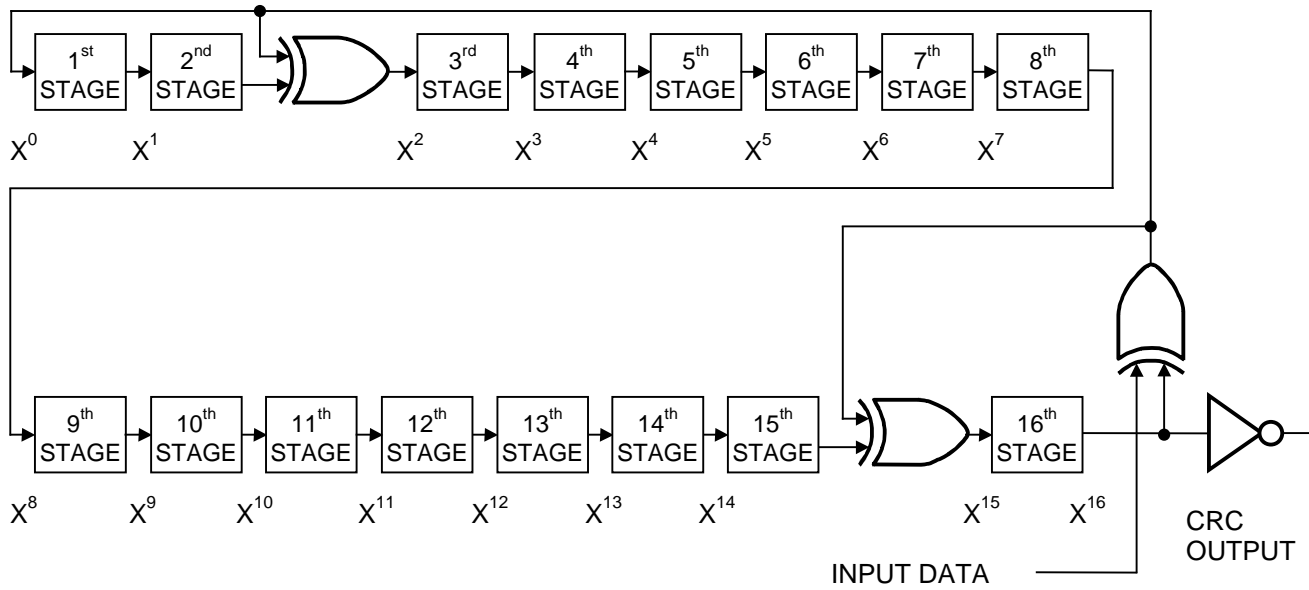 1st STAGE
2nd STAGE
3rd STAGE
4th STAGE
5th STAGE
6th STAGE
7th STAGE
8th STAGE
X0 X1 X2 X3 X4 X5 X6 X7
9th STAGE
10th STAGE
11th STAGE
12th STAGE
13th STAGE
14th STAGE
15th STAGE
16th STAGE
X8 X9 X10 X11 X12 X13 X14 X15 X16
CRC
OUTPUT
INPUT DATA